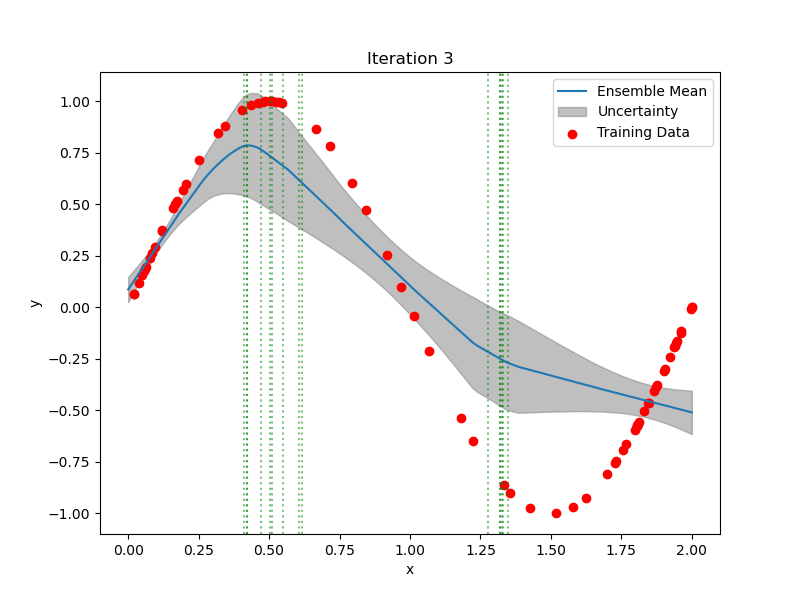 Iteration 3
Ensemble Mean
Uncertainty
Training Data
1.00
0.75
0.50
0.25
0.00
−0.25
−0.50
−0.75
−1.00
y
0.00 0.25 0.50 0.75 1.00 1.25 1.50 1.75 2.00
x